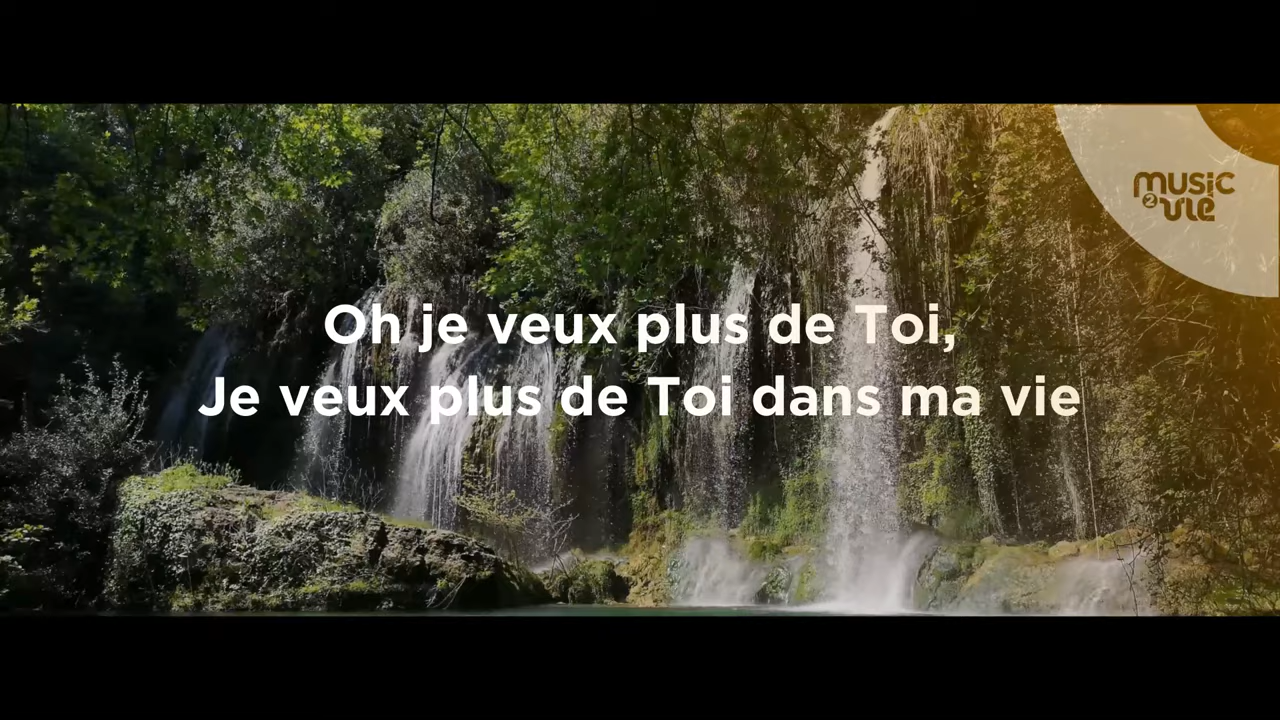 music
2 vie
Oh je veux plus de Toi,
Je veux plus de Toi dans ma vie